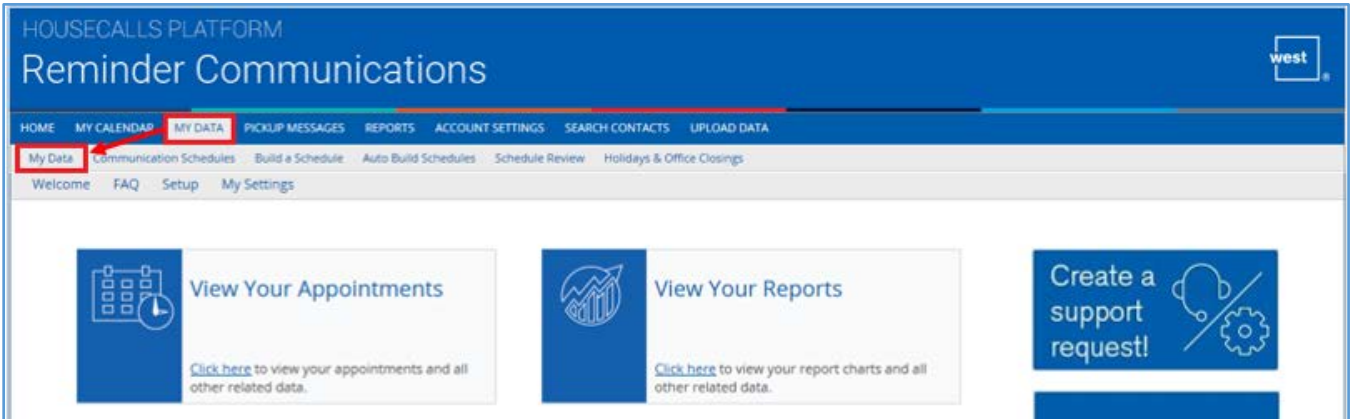 HOUSECALLS PLATFORM
Reminder Communications
west
HOME MY CALENDAR MY DATA PICKUP MESSAGES REPORTS ACCOUNT SETTINGS SEARCH CONTACTS UPLOAD DATA
My Data Communication Schedules Build a Schedule Auto Build Schedules Schedule Review Holidays & Office Closings
Welcome FAQ Setup My Settings
View Your Appointments
Click here to view your appointments and all
other related data.
View Your Reports
Click here to view your report charts and all
other related data.
Create a
support
request!